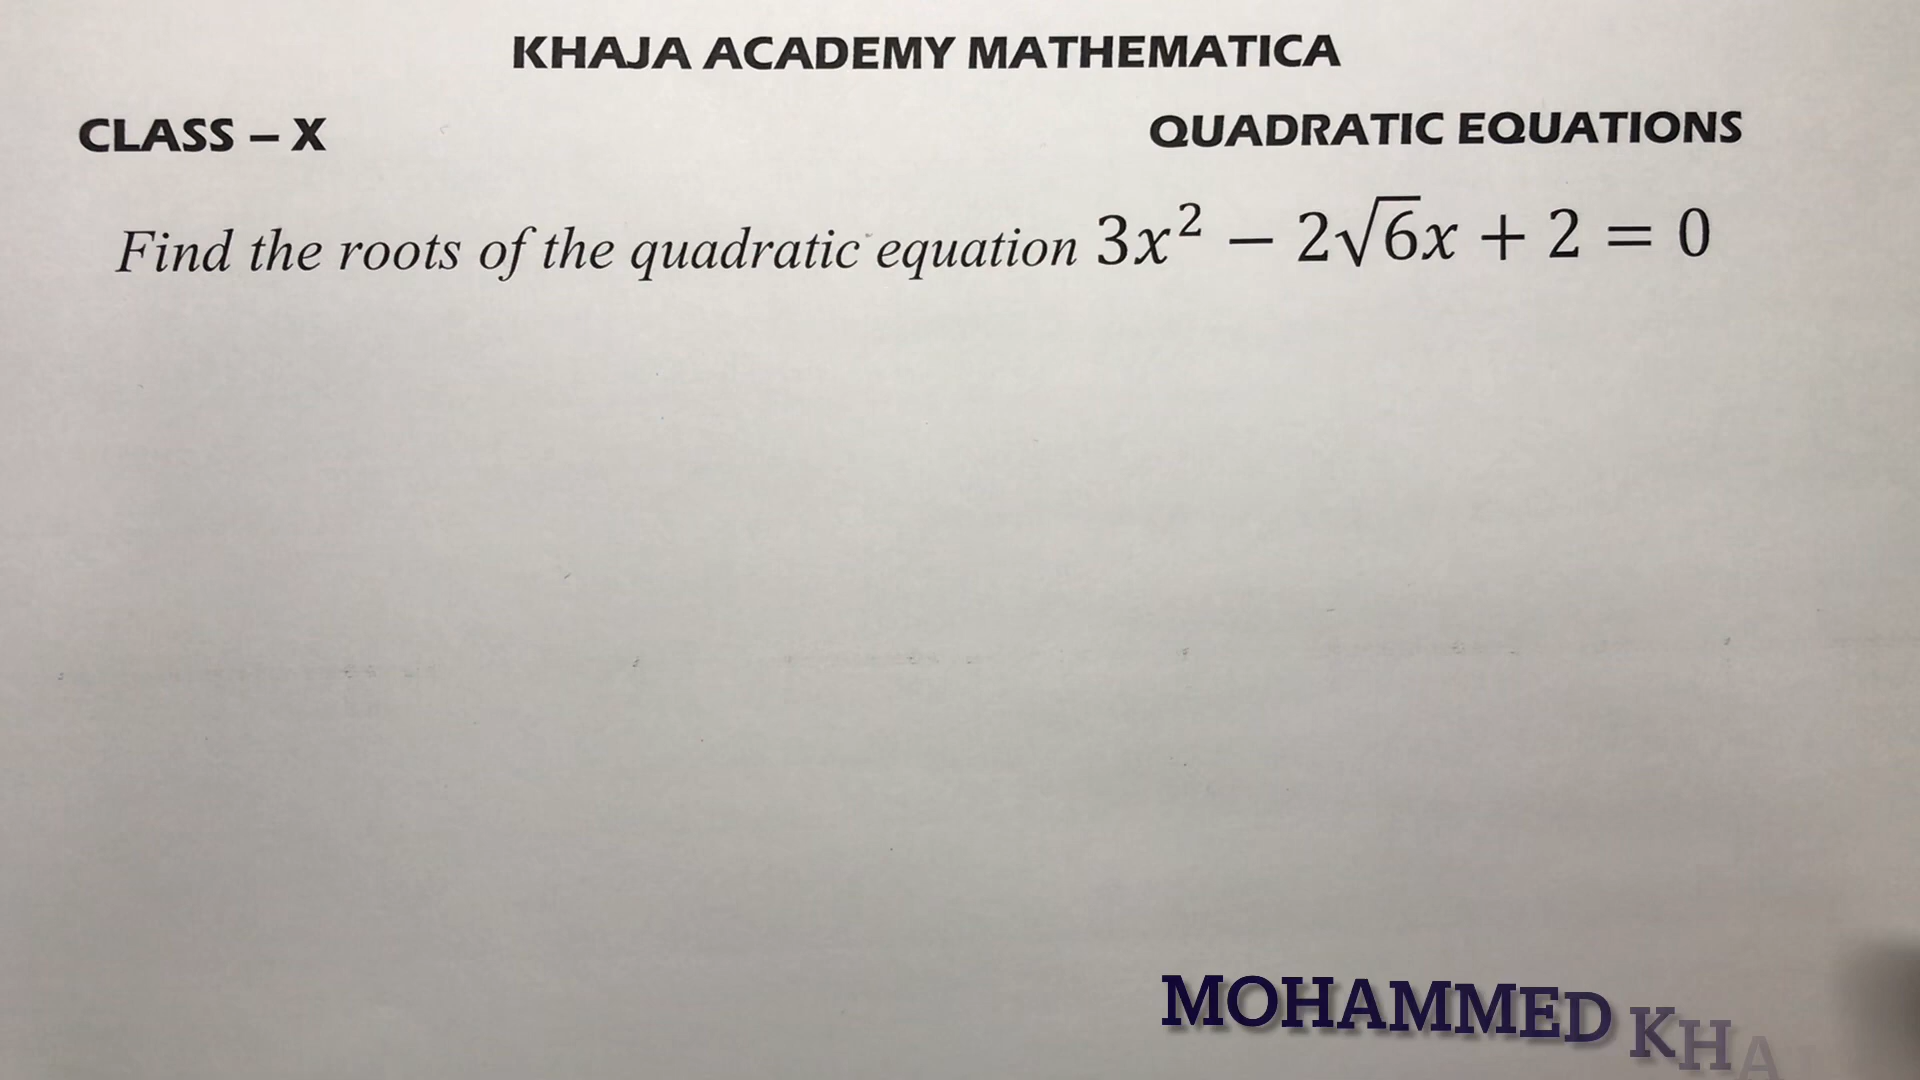 KHAJA ACADEMY MATHEMATICA
CLASS – X
QUADRATIC EQUATIONS
Find the roots of the quadratic equation 3x² − 2√6x + 2 = 0
MOHAMMED KHA